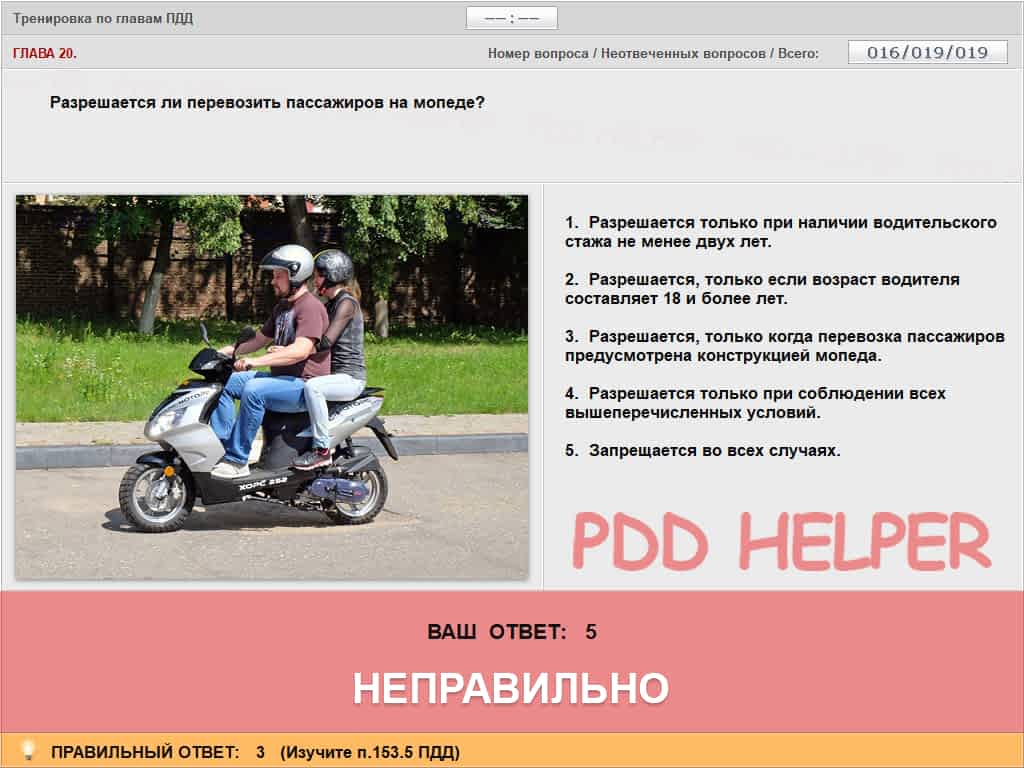 Тренировка по главам ПДД
—— : ——
ГЛАВА 20.
Номер вопроса / Неотвеченных вопросов / Всего:
016/019/019
Разрешается ли перевозить пассажиров на мопеде?
1. Разрешается только при наличии водительского
стажа не менее двух лет.
2. Разрешается, только если возраст водителя
составляет 18 и более лет.
3. Разрешается, только когда перевозка пассажиров
предусмотрена конструкцией мопеда.
4. Разрешается только при соблюдении всех
вышеперечисленных условий.
5. Запрещается во всех случаях.
ХОРС 252
PDD HELPER
ВАШ ОТВЕТ: 5
НЕПРАВИЛЬНО
ПРАВИЛЬНЫЙ ОТВЕТ: 3 (Изучите п.153.5 ПДД)